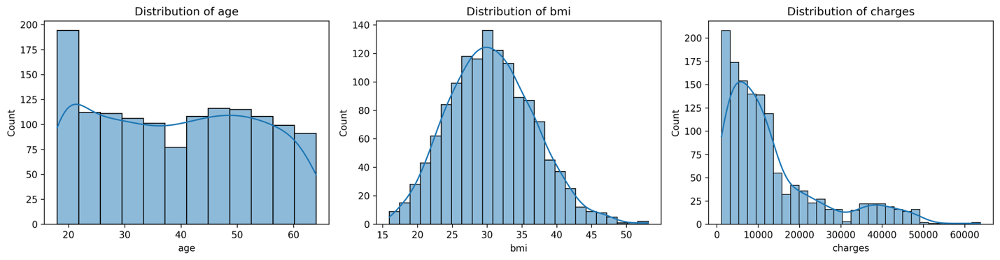 Distribution of age
Count
200
175
150
125
100
75
50
25
0
20 30 40 50 60
age
Distribution of bmi
Count
140
120
100
80
60
40
20
0
15 20 25 30 35 40 45 50
bmi
Distribution of charges
Count
200
175
150
125
100
75
50
25
0
0 10000 20000 30000 40000 50000 60000
charges